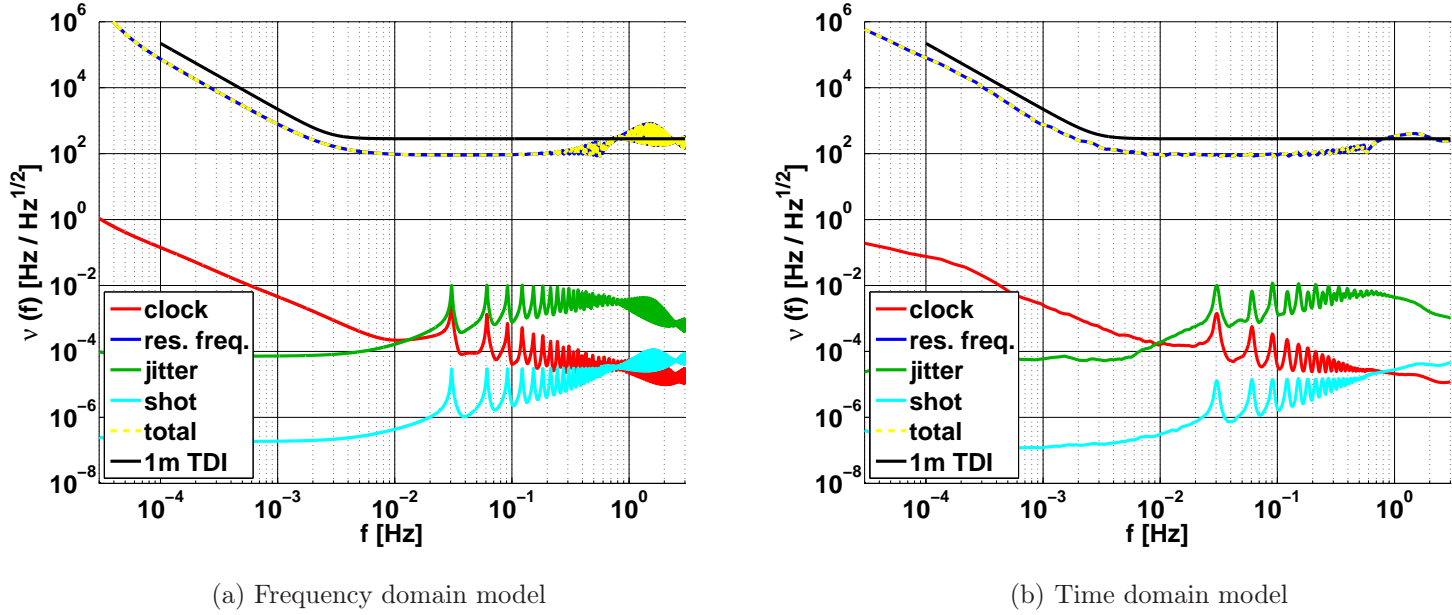 10^6
10^4
10^2
10^0
10^−2
10^−4
10^−6
10^−8
ν (f) [Hz / Hz^1/2]
clock
res. freq.
jitter
shot
total
1m TDI
10^−4 10^−3 10^−2 10^−1 10^0
f [Hz]
(a) Frequency domain model
10^6
10^4
10^2
10^0
10^−2
10^−4
10^−6
10^−8
ν (f) [Hz / Hz^1/2]
clock
res. freq.
jitter
shot
total
1m TDI
10^−4 10^−3 10^−2 10^−1 10^0
f [Hz]
(b) Time domain model